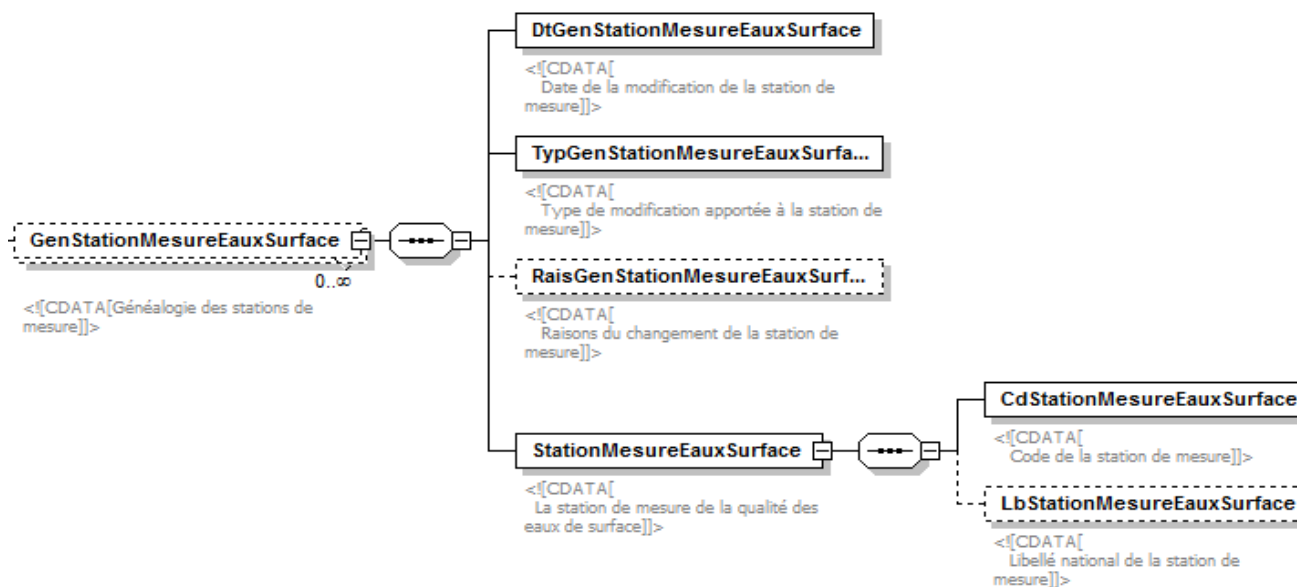 DtGenStationMesureEauxSurface
<![CDATA[
Date de la modification de la station de
mesure]]>
TypGenStationMesureEauxSurfa...
<![CDATA[
Type de modification apportée à la station de
mesure]]>
GenStationMesureEauxSurface
0..∞
<![CDATA[Généalogie des stations de
mesure]]>
RaisGenStationMesureEauxSurf...
<![CDATA[
Raisons du changement de la station de
mesure]]>
StationMesureEauxSurface
<![CDATA[
La station de mesure de la qualité des
eaux de surface]]>
CdStationMesureEauxSurface
<![CDATA[
Code de la station de mesure]]>
LbStationMesureEauxSurface
<![CDATA[
Libellé national de la station de
mesure]]>